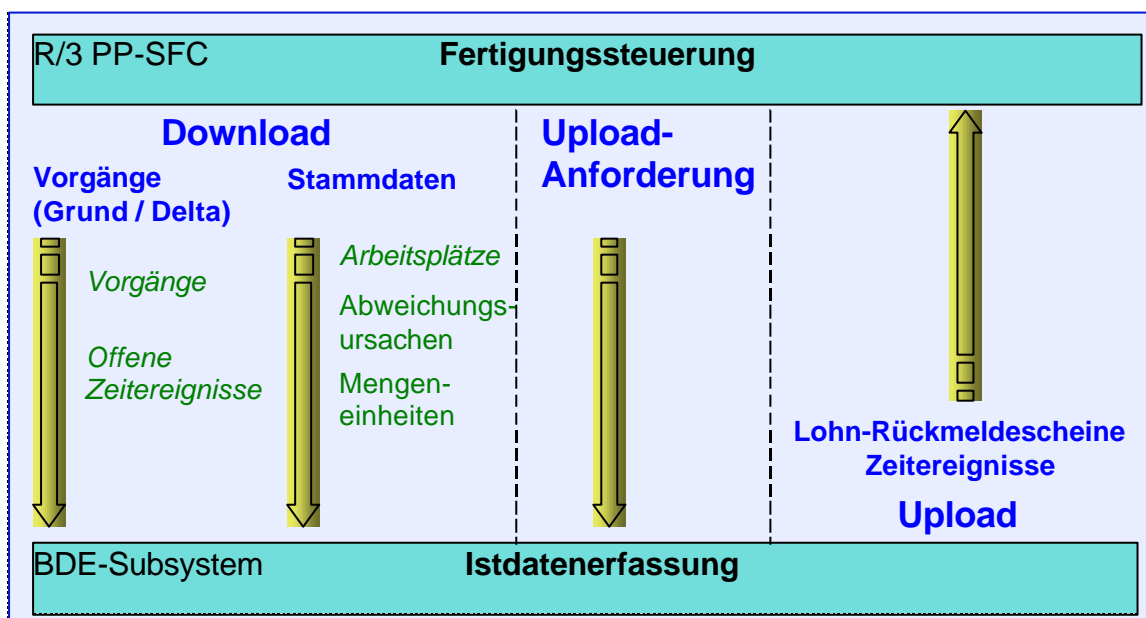 R/3 PP-SFC Fertigungssteuerung
Download
Vorgänge
(Grund / Delta)
Stammdaten
Vorgänge
Offene
Zeitereignisse
Arbeitsplätze
Abweichungs-
ursachen
Mengen-
einheiten
Upload-
Anforderung
Lohn-Rückmeldescheine
Zeitereignisse
Upload
BDE-Subsystem Istdatenerfassung